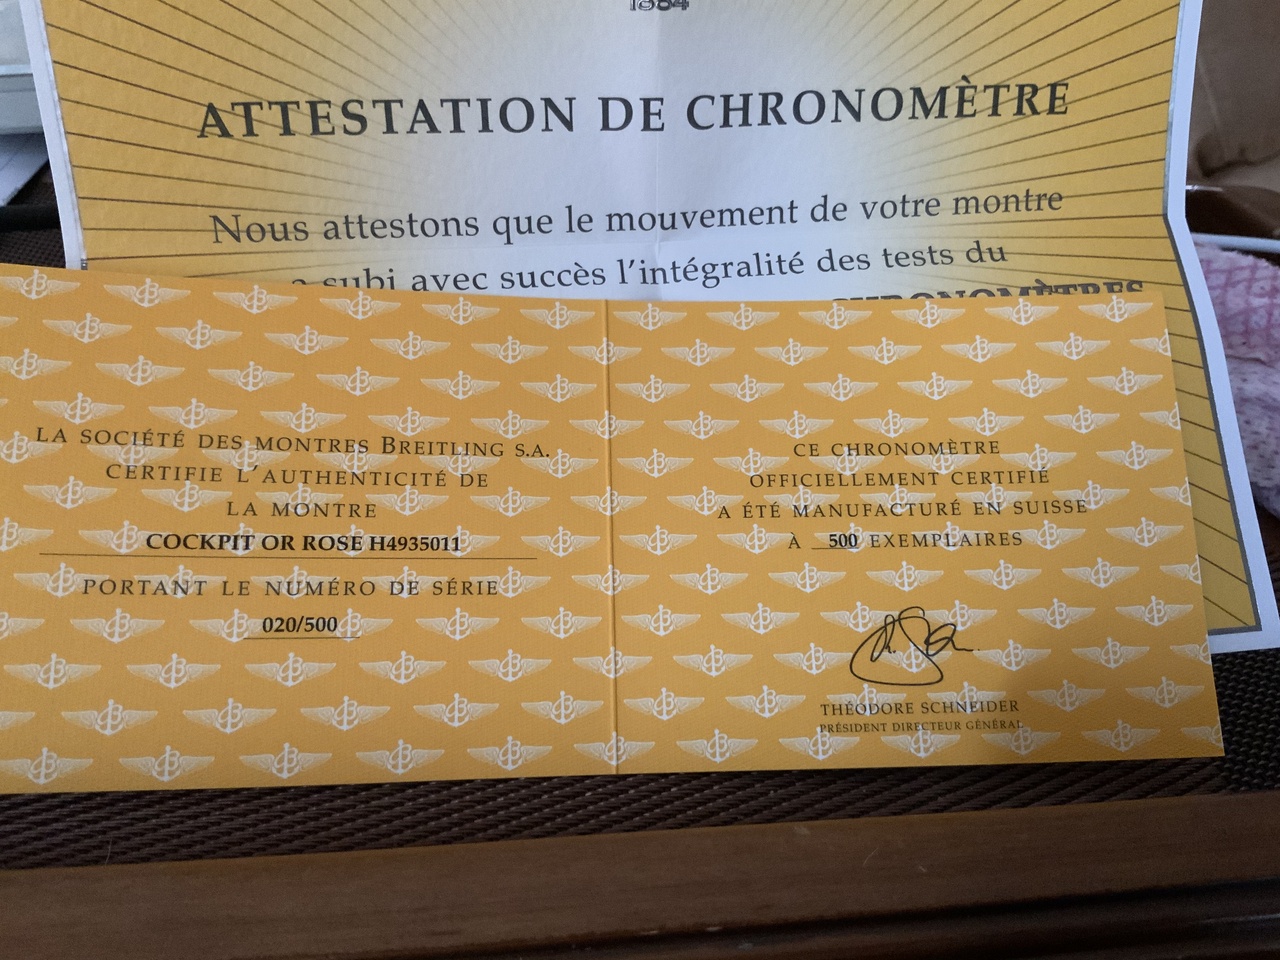 1884
ATTESTATION DE CHRONOMÈTRE
Nous attestons que le mouvement de votre montre
a subi avec succès l'intégralité des tests du
CHRONOMÈTRES
LA SOCIÉTÉ DES MONTRES BREITLING S.A.
CERTIFIE L'AUTHENTICITÉ DE
LA MONTRE
COCKPIT OR ROSE H4935011
PORTANT LE NUMÉRO DE SÉRIE
020/500
CE CHRONOMÈTRE
OFFICIELLEMENT CERTIFIÉ
A ÉTÉ MANUFACTURÉ EN SUISSE
À 500 EXEMPLAIRES
THÉODORE SCHNEIDER
PRÉSIDENT DIRECTEUR GÉNÉRAL